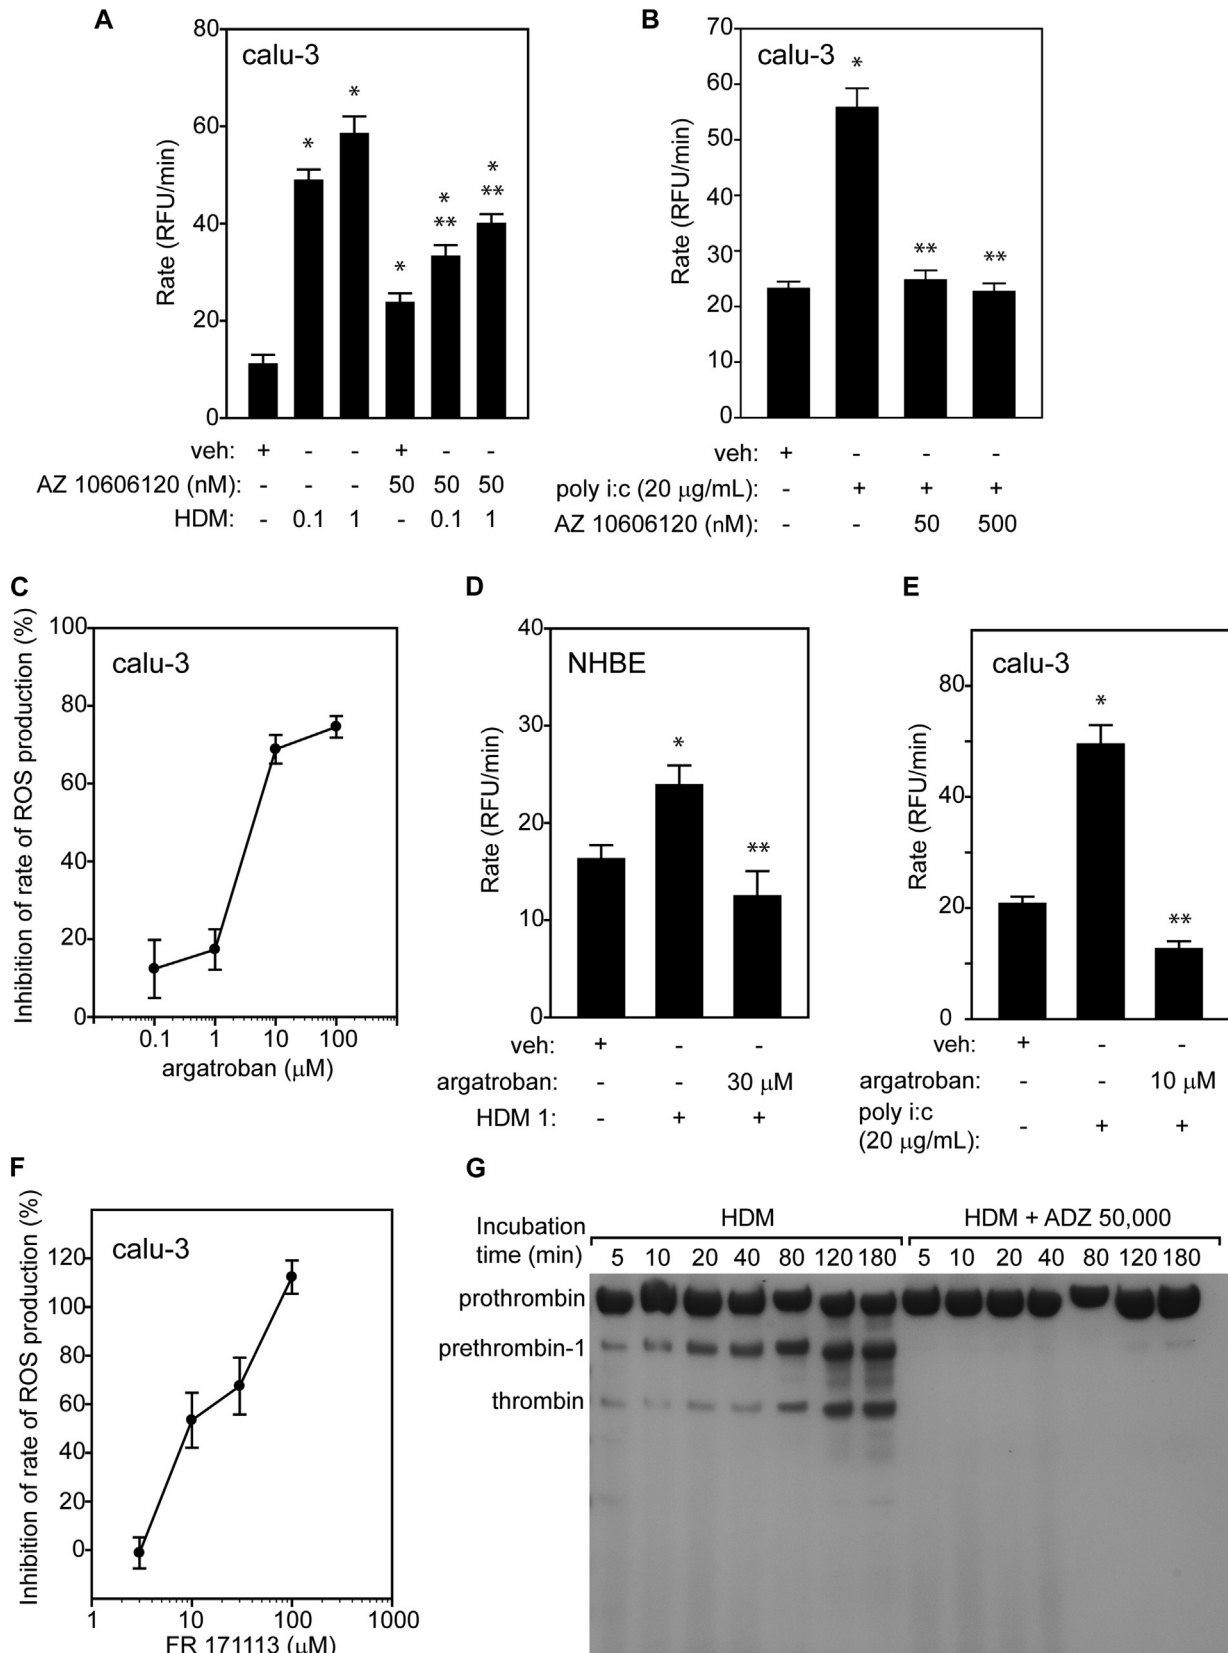 A
80
calu-3
60
40
20
0
Rate (RFU/min)
*
*
*
*
**
*
**
veh: + - - + - -
AZ 10606120 (nM): - - - 50 50 50
HDM: - 0.1 1 - 0.1 1
B
70
calu-3
60
50
40
30
20
10
0
Rate (RFU/min)
*
**
**
veh: + - - -
poly i:c (20 μg/mL): - + + +
AZ 10606120 (nM): - - 50 500
C
100
calu-3
80
60
40
20
0
Inhibition of rate of ROS production (%)
0.1 1 10 100
argatroban (μM)
D
40
NHBE
30
20
10
0
Rate (RFU/min)
*
**
veh: + - -
argatroban: - - 30 μM
HDM 1: - + +
E
calu-3
80
40
20
0
Rate (RFU/min)
*
**
veh: + - -
argatroban: - - 10 μM
poly i:c
(20 μg/mL): - + +
F
calu-3
120
100
80
60
40
20
0
Inhibition of rate of ROS production (%)
1 10 100 1000
FR 171113 (μM)
G
Incubation
time (min)
HDM
HDM + ADZ 50,000
5 10 20 40 80 120 180 5 10 20 40 80 120 180
prothrombin
prethrombin-1
thrombin